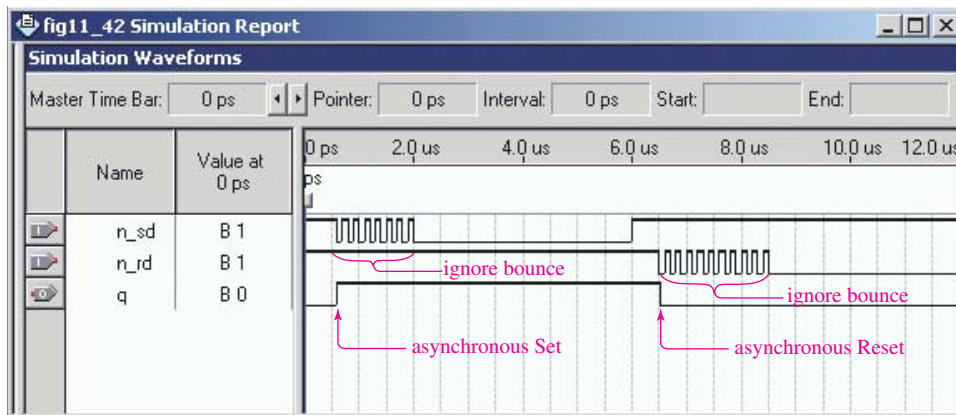 fig11_42 Simulation Report
Simulation Waveforms
Master Time Bar: 0 ps Pointer: 0 ps Interval: 0 ps Start: End:
Name Value at 0 ps 0 ps 2.0 us 4.0 us 6.0 us 8.0 us 10.0 us 12.0 us
ps
n_sd B 1
n_rd B 1
ignore bounce
q B 0
ignore bounce
asynchronous Set
asynchronous Reset